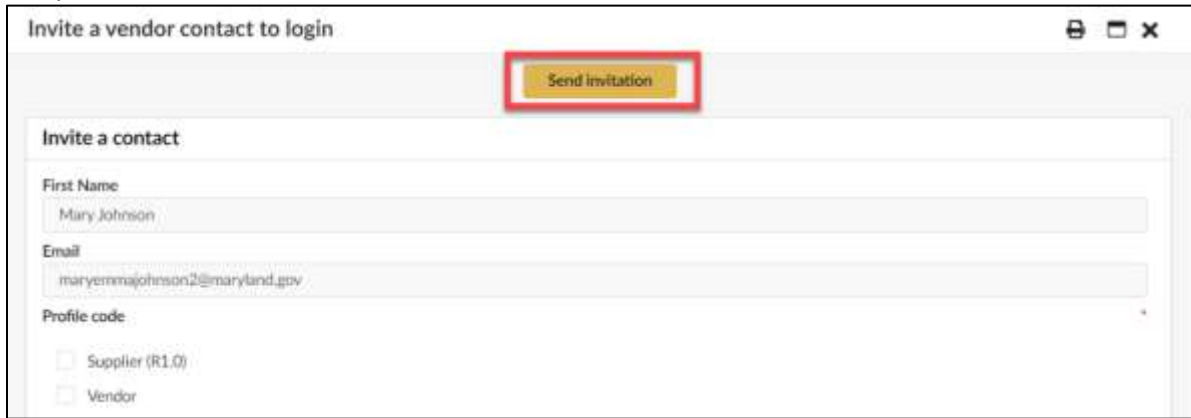 Invite a vendor contact to login
Send invitation
Invite a contact
First Name
Mary Johnson
Email
maryemmajohnson2@maryland.gov
Profile code *
Supplier (R1.0)
Vendor